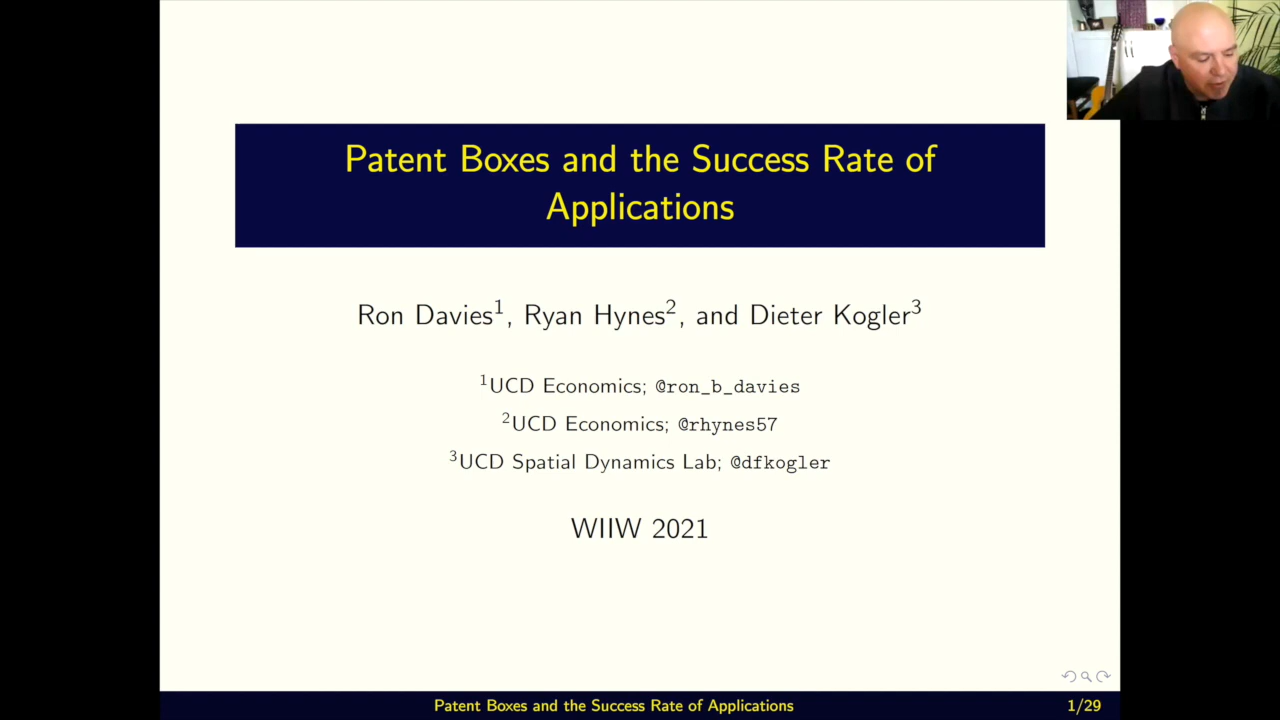 Patent Boxes and the Success Rate of
Applications
Ron Davies¹, Ryan Hynes², and Dieter Kogler³
¹UCD Economics; @ron_b_davies
²UCD Economics; @rhynes57
³UCD Spatial Dynamics Lab; @dfkogler
WIIW 2021
Patent Boxes and the Success Rate of Applications
1/29